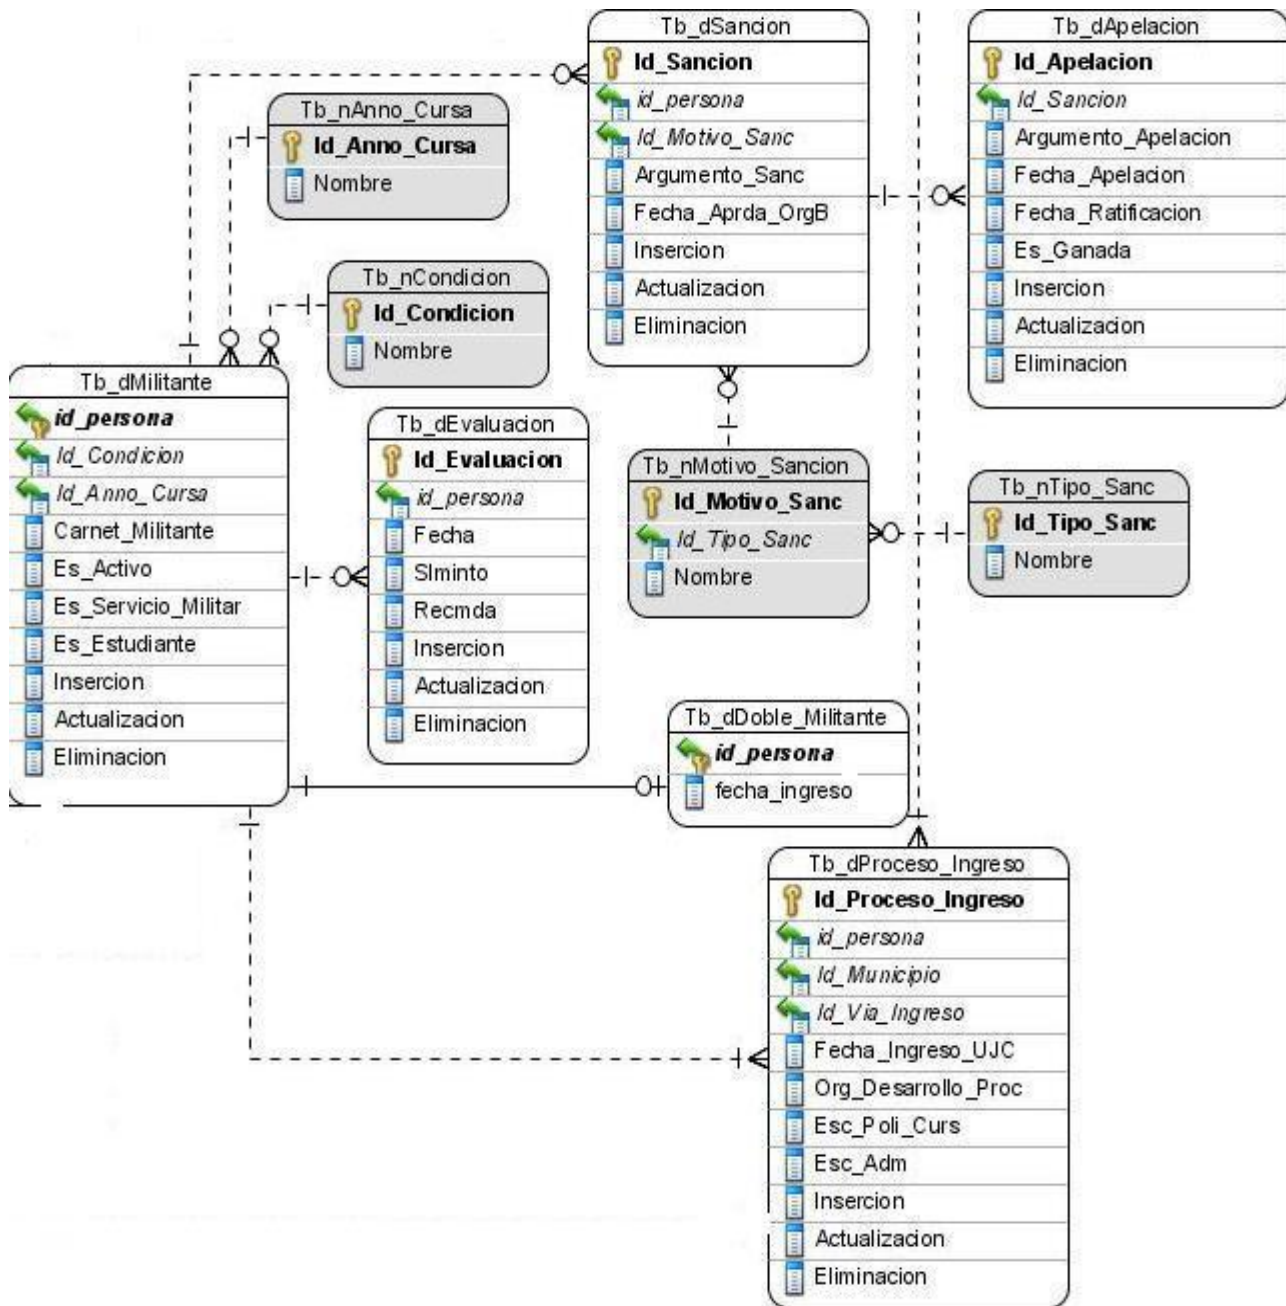 Tb_dSancion
Id_Sancion
id_persona
Id_Motivo_Sanc
Argumento_Sanc
Fecha_Aprda_OrgB
Insercion
Actualizacion
Eliminacion
Tb_dApelacion
Id_Apelacion
Id_Sancion
Argumento_Apelacion
Fecha_Apelacion
Fecha_Ratificacion
Es_Ganada
Insercion
Actualizacion
Eliminacion
Tb_nAnno_Cursa
Id_Anno_Cursa
Nombre
Tb_nCondicion
Id_Condicion
Nombre
Tb_dMilitante
id_persona
Id_Condicion
Id_Anno_Cursa
Carnet_Militante
Es_Activo
Es_Servicio_Militar
Es_Estudiante
Insercion
Actualizacion
Eliminacion
Tb_dEvaluacion
Id_Evaluacion
id_persona
Fecha
Slminto
Recmda
Insercion
Actualizacion
Eliminacion
Tb_nMotivo_Sancion
Id_Motivo_Sanc
Id_Tipo_Sanc
Nombre
Tb_nTipo_Sanc
Id_Tipo_Sanc
Nombre
Tb_dDoble_Militante
id_persona
fecha_ingreso
Tb_dProceso_Ingreso
Id_Proceso_Ingreso
id_persona
Id_Municipio
Id_Via_Ingreso
Fecha_Ingreso_UJC
Org_Desarrollo_Proc
Esc_Poli_Curs
Esc_Adm
Insercion
Actualizacion
Eliminacion